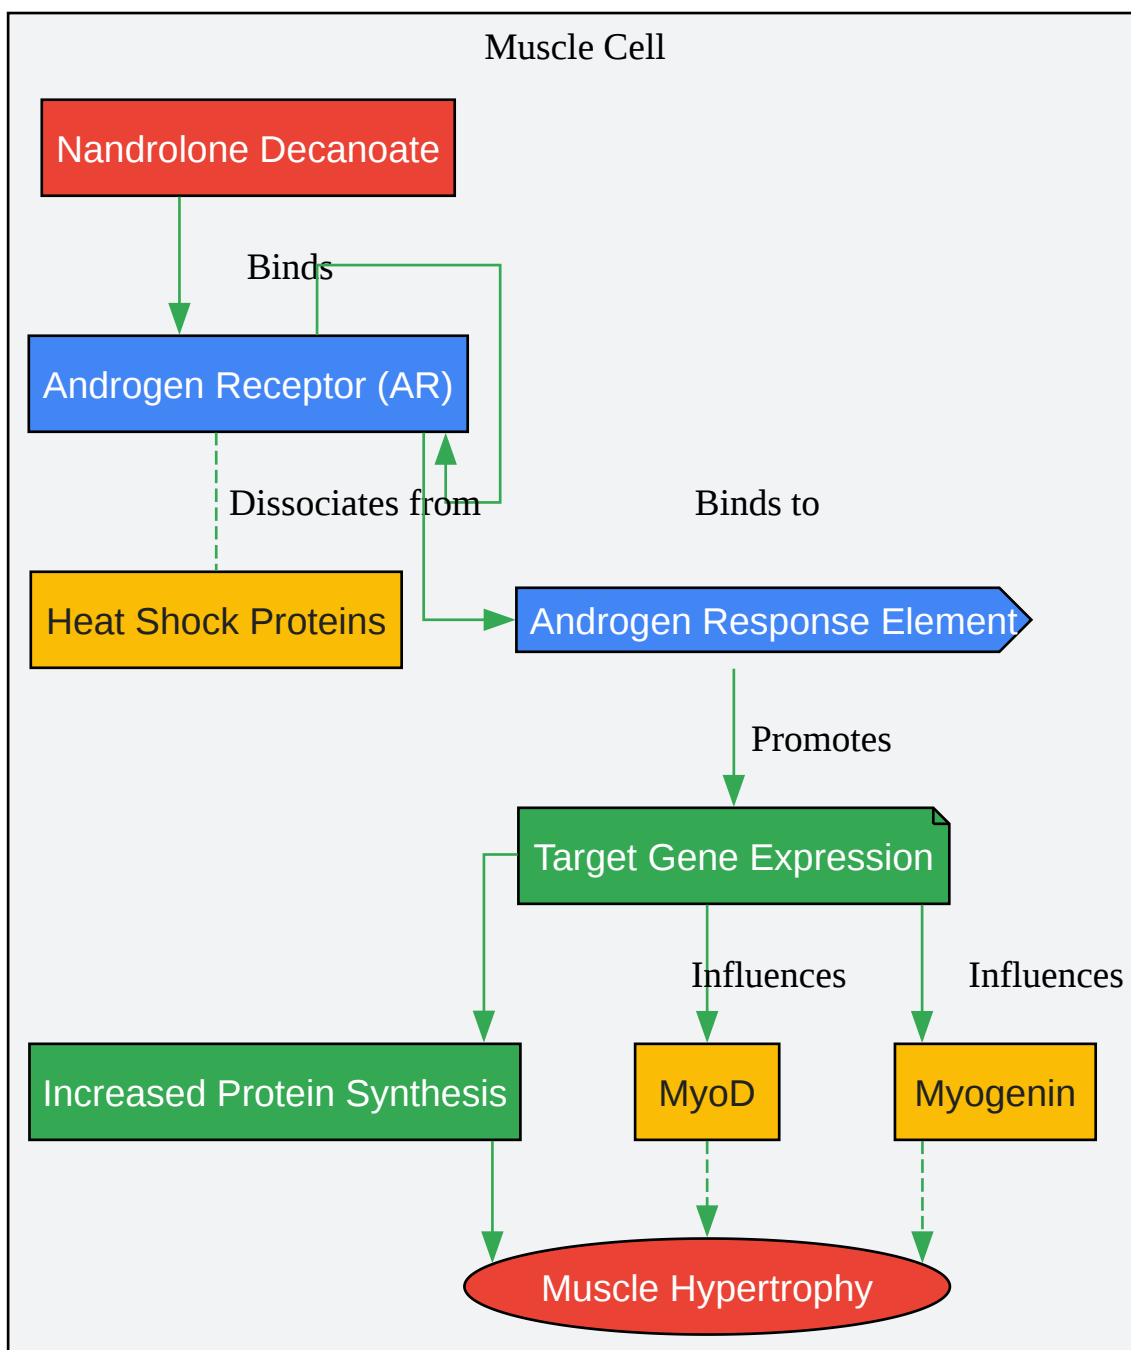 Muscle Cell
Nandrolone Decanoate
Binds
Androgen Receptor (AR)
Dissociates from
Binds to
Heat Shock Proteins
Androgen Response Element
Promotes
Target Gene Expression
Influences
Influences
Increased Protein Synthesis
MyoD
Myogenin
Muscle Hypertrophy